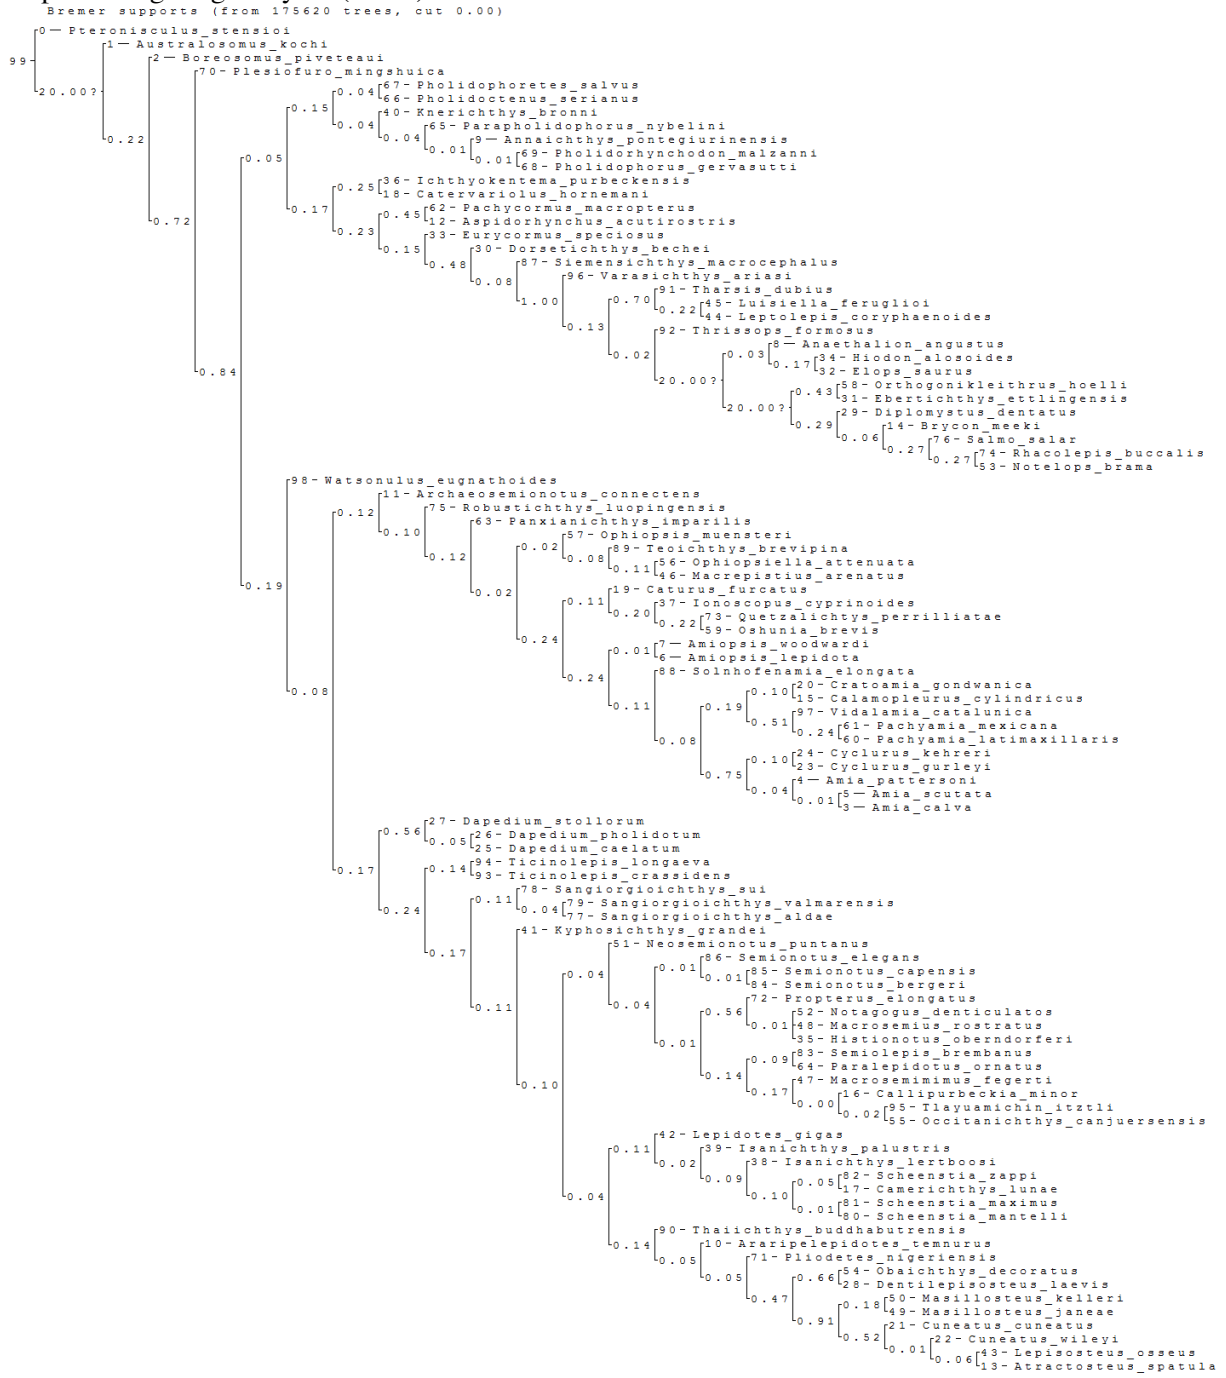 Bremer supports (from 175620 trees, cut 0.00)
0 — Pteronisculus_stensioi
1 — Australosomus_kochi
99
2 — Boreosomus_piveteaui
70 - Plesiofuro_mingshuica
67 - Pholidophoretes_salvus
20.00? 0.04
66 - Pholidoctenus_serianus
0.15
40 - Knerichthys_bronni
0.04
65 - Parapholidophorus_nybelini
0.22 0.04
9 — Annaichthys_pontegiurinensis
0.01
69 - Pholidorhynchodon_malzanni
0.05 0.01
68 - Pholidophorus_gervasutti
36 - Ichthyokentema_purbeckensis
0.25
18 - Catervariolus_hornemani
0.17
62 - Pachycormus_macropterus
0.45
12 - Aspidorhynchus_acutirostris
0.72 0.23
33 - Eurycormus_speciosus
0.15
30 - Dorsetichthys_bechei
0.48
87 - Siemensichthys_macrocephalus
0.08
96 - Varasichthys_ariasi
91 - Tharsis_dubius
1.00 0.70
45 - Luisiella_feruglioi
0.22
44 - Leptolepis_coryphaenoides
0.13
92 - Thrissops_formosus
8 — Anaethalion_angustus
0.02 0.03
34 - Hiodon_alosoides
0.17
32 - Elops_saurus
0.84
20.00?
58 - Orthogonikleithrus_hoelli
0.43
31 - Ebertichthys_ettlingensis
20.00?
29 - Diplomystus_dentatus
0.29
14 - Brycon_meeki
0.06
76 - Salmo_salar
0.27
74 - Rhacolepis_buccalis
0.27
53 - Notelops_brama
98 - Watsonulus_eugnathoides
11 - Archaeosemionotus_connectens
75 - Robustichthys_luopingensis
0.12
63 - Panxianichthys_imparilis
0.10
57 - Ophiopsis_muensteri
0.02
89 - Teoichthys_brevipina
0.12 0.08
56 - Ophiopsiella_attenuata
0.11
46 - Macrepistius_arenatus
0.19
19 - Caturus_furcatus
0.02 0.11
37 - Ionoscopus_cyprinoides
0.20
73 - Quetzalichtys_perrilliatae
0.22
59 - Oshunia_brevis
0.24
7 — Amiopsis_woodwardi
0.01
6 — Amiopsis_lepidota
88 - Solnhofenamia_elongata
0.24
20 - Cratoamia_gondwanica
0.08 0.10
15 - Calamopleurus_cylindricus
0.11 0.19
97 - Vidalamia_catalunica
0.51
61 - Pachyamia_mexicana
0.24
60 - Pachyamia_latimaxillaris
0.08
24 - Cyclurus_kehreri
0.10
23 - Cyclurus_gurleyi
0.75
4 — Amia_pattersoni
0.04
5 — Amia_scutata
0.01
3 — Amia_calva
27 - Dapedium_stollorum
0.56
26 - Dapedium_pholidotum
0.05
25 - Dapedium_caelatum
94 - Ticinolepis_longaeva
0.17 0.14
93 - Ticinolepis_crassidens
78 - Sangiorgioichthys_sui
0.11
79 - Sangiorgioichthys_valmarensis
0.24 0.04
77 - Sangiorgioichthys_aldae
41 - Kyphosichthys_grandei
51 - Neosemionotus_puntanus
0.17
86 - Semionotus_elegans
0.01
0.04
85 - Semionotus_capensis
0.01
84 - Semionotus_bergeri
72 - Propterus_elongatus
0.11 0.04
52 - Notagogus_denticulatos
0.56
48 - Macrosemius_rostratus
0.01
35 - Histionotus_oberndorferi
0.01
83 - Semiolepis_brembanus
0.09
64 - Paralepidotus_ornatus
0.14
47 - Macrosemimimus_fegerti
0.10 0.17
16 - Callipurbeckia_minor
0.00
95 - Tlayuamichin_itztli
0.02
55 - Occitanichthys_canjuersensis
42 - Lepidotes_gigas
0.11
39 - Isanichthys_palustris
0.02
38 - Isanichthys_lertboosi
0.09
82 - Scheenstia_zappi
0.05
17 - Camerichthys_lunae
0.04 0.10
81 - Scheenstia_maximus
0.01
80 - Scheenstia_mantelli
90 - Thaiichthys_buddhabutrensis
0.14
10 - Araripelepidotes_temnurus
0.05
71 - Pliodetes_nigeriensis
0.05
54 - Obaichthys_decoratus
0.66
28 - Dentilepisosteus_laevis
0.47
50 - Masillosteus_kelleri
0.18
49 - Masillosteus_janeae
0.91
21 - Cuneatus_cuneatus
0.52
22 - Cuneatus_wileyi
0.01
43 - Lepisosteus_osseus
0.06
13 - Atractosteus_spatula